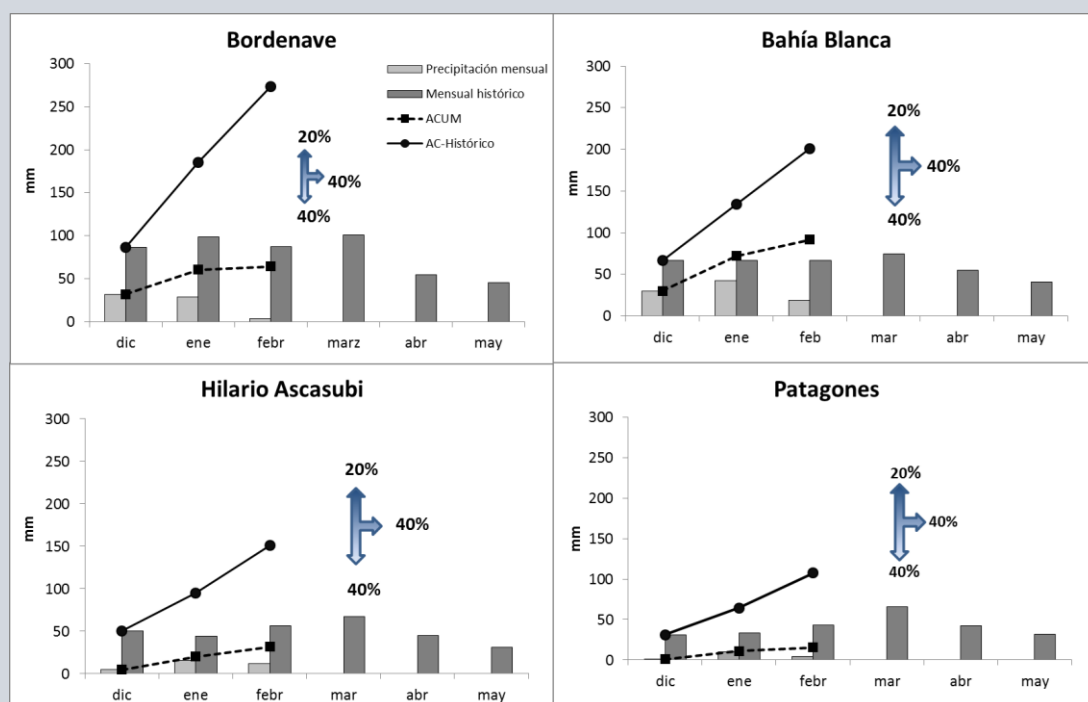 Bordenave
300
250
200
150
100
50
0
mm
dic ene febr marz abr may
Precipitación mensual
Mensual histórico
ACUM
AC-Histórico
20%
40%
40%
Bahía Blanca
300
250
200
150
100
50
0
mm
dic ene feb mar abr may
20%
40%
40%
Hilario Ascasubi
300
250
200
150
100
50
0
mm
dic ene febr mar abr may
20%
40%
40%
Patagones
300
250
200
150
100
50
0
mm
dic ene febr mar abr may
20%
40%
40%